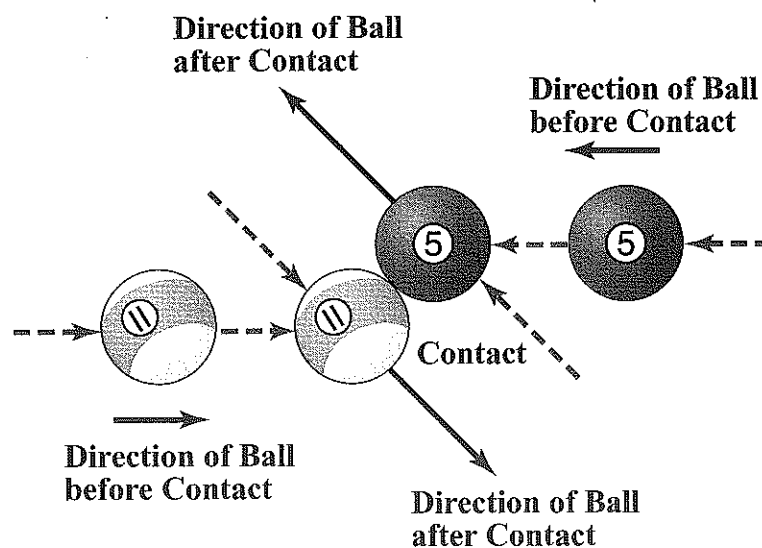 Direction of Ball
after Contact
Direction of Ball
before Contact
5
5
11
11
Contact
Direction of Ball
before Contact
Direction of Ball
after Contact